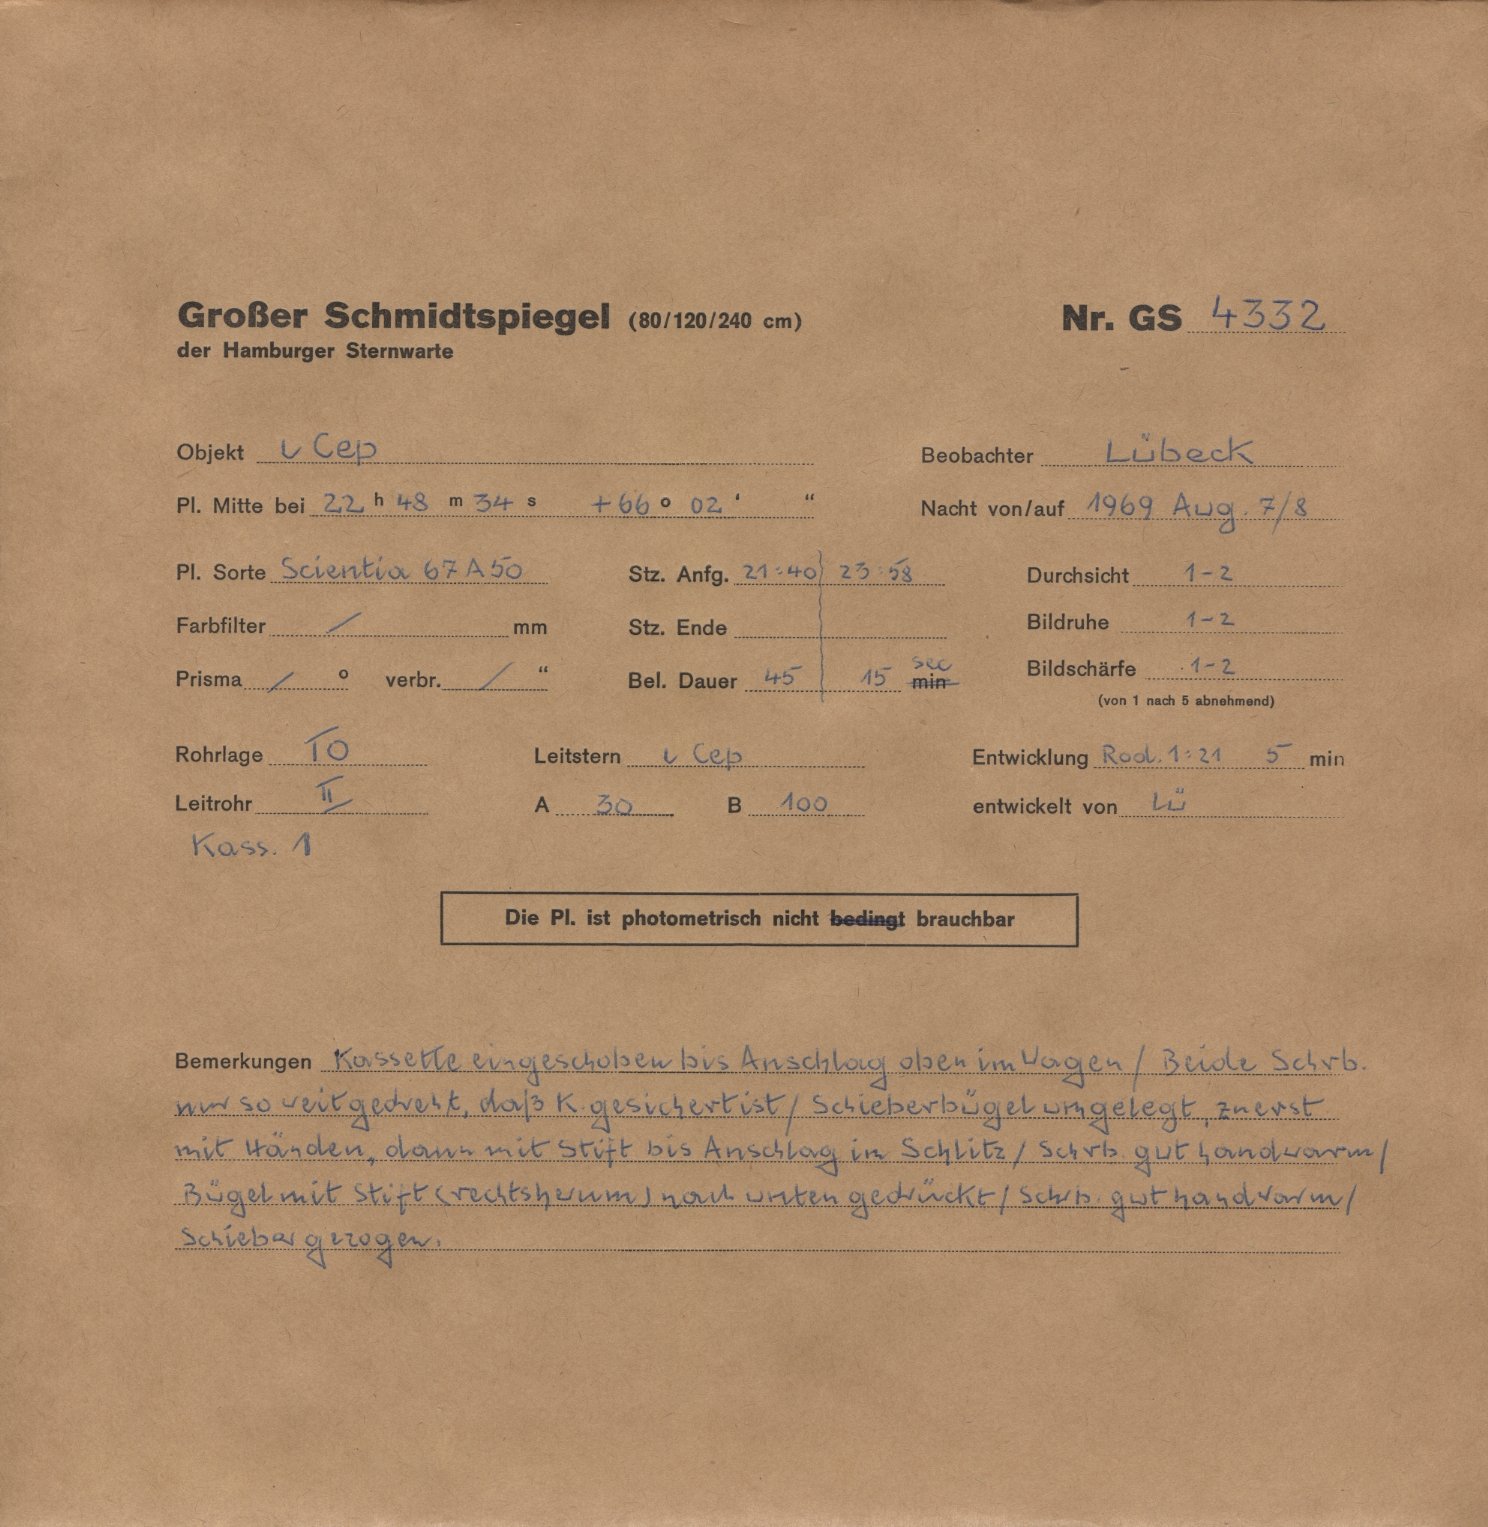 Großer Schmidtspiegel (80/120/240 cm) Nr. GS 4332
der Hamburger Sternwarte
Objekt ι Cep Beobachter Lübeck
Pl. Mitte bei 22 h 48 m 34 s +66 o 02 ' “ Nacht von/auf 1969 Aug. 7/8
Pl. Sorte Scientia 67 A 50 Stz. Anfg. 21:40 23:58 Durchsicht 1-2
Farbfilter / mm Stz. Ende Bildruhe 1-2
Prisma / o verbr. / “ Bel. Dauer 45 15 sec min Bildschärfe 1-2
(von 1 nach 5 abnehmend)
Rohrlage TO Leitstern ι Cep Entwicklung Rod. 1:21 5 min
Leitrohr II A 30 B 100 entwickelt von Lü
Kass. 1
Die Pl. ist photometrisch nicht bedingt brauchbar
Bemerkungen Kassette eingeschoben bis Anschlag oben im Wagen / Beide Schrb.
nur so weit gedreht, daß K. gesichert ist / Schieberbügel umgelegt, zuerst
mit Händen, dann mit Stift bis Anschlag im Schlitz / Schrb. gut handwarm /
Bügel mit Stift (rechtsherum) nach unten gedrückt / Schrb. gut handwarm /
Schieber gezogen.